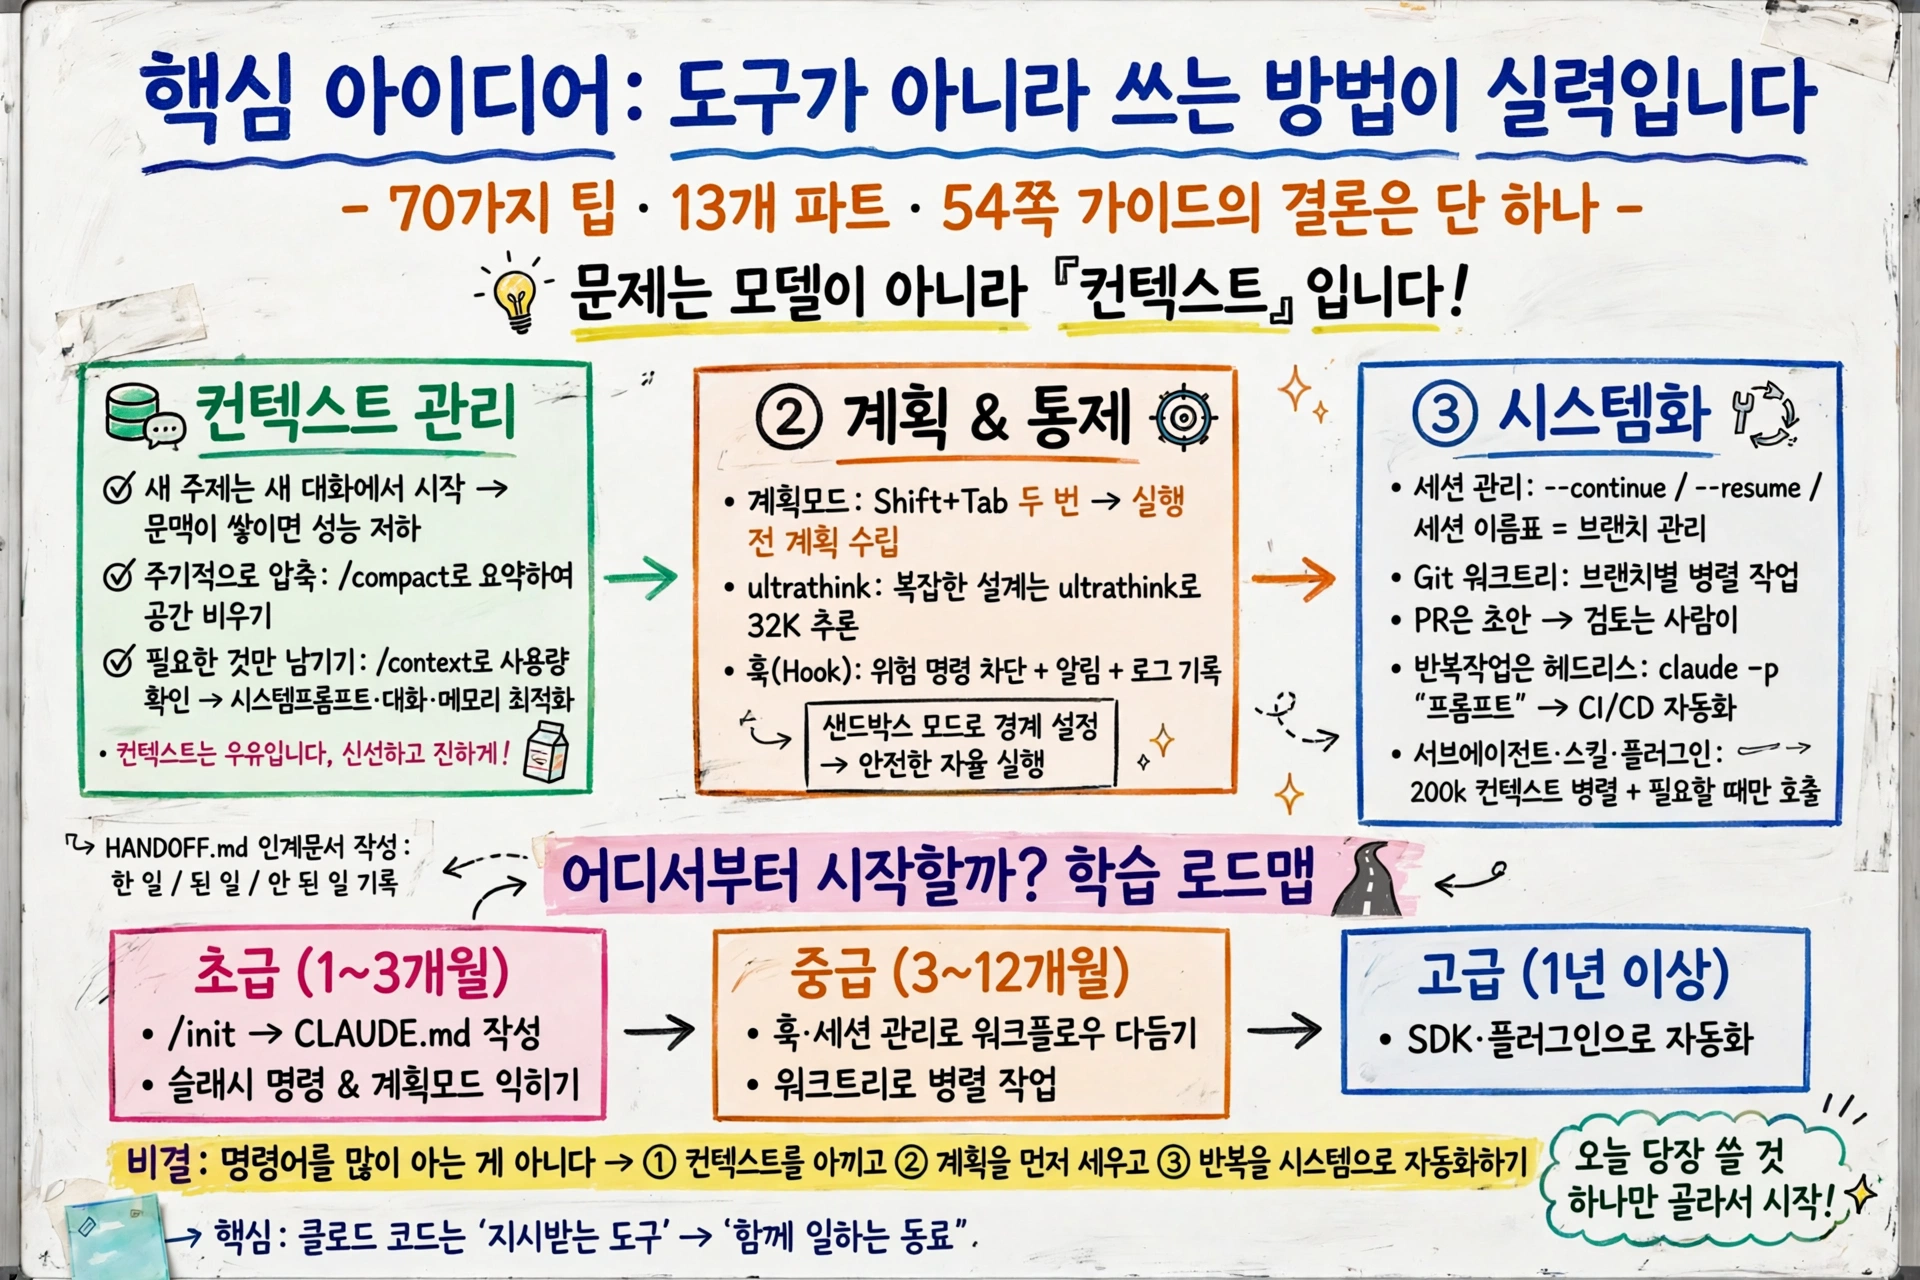 핵심 아이디어: 도구가 아니라 쓰는 방법이 실력입니다
- 70가지 팁 · 13개 파트 · 54쪽 가이드의 결론은 단 하나 -
문제는 모델이 아니라 『컨텍스트』입니다!
컨텍스트 관리
새 주제는 새 대화에서 시작 →
문맥이 쌓이면 성능 저하
주기적으로 압축: /compact로 요약하여
공간 비우기
필요한 것만 남기기: /context로 사용량
확인 → 시스템프롬프트·대화·메모리 최적화
• 컨텍스트는 우유입니다, 신선하고 진하게!
② 계획 & 통제
• 계획모드: Shift+Tab 두 번 → 실행
전 계획 수립
• ultrathink: 복잡한 설계는 ultrathink로
32K 추론
• 훅(Hook): 위험 명령 차단 + 알림 + 로그 기록
샌드박스 모드로 경계 설정
→ 안전한 자율 실행
③ 시스템화
• 세션 관리: --continue / --resume /
세션 이름표 = 브랜치 관리
• Git 워크트리: 브랜치별 병렬 작업
• PR은 초안 → 검토는 사람이
• 반복작업은 헤드리스: claude -p
“프롬프트” → CI/CD 자동화
• 서브에이전트·스킬·플러그인:
200k 컨텍스트 병렬 + 필요할 때만 호출
HANDOFF.md 인계문서 작성:
한 일 / 된 일 / 안 된 일 기록
어디서부터 시작할까? 학습 로드맵
초급 (1~3개월)
• /init → CLAUDE.md 작성
• 슬래시 명령 & 계획모드 익히기
중급 (3~12개월)
• 훅·세션 관리로 워크플로우 다듬기
• 워크트리로 병렬 작업
고급 (1년 이상)
• SDK·플러그인으로 자동화
비결: 명령어를 많이 아는 게 아니다 → ① 컨텍스트를 아끼고 ② 계획을 먼저 세우고 ③ 반복을 시스템으로 자동화하기
오늘 당장 쓸 것
하나만 골라서 시작!
→ 핵심: 클로드 코드는 ‘지시받는 도구’ → ‘함께 일하는 동료”.